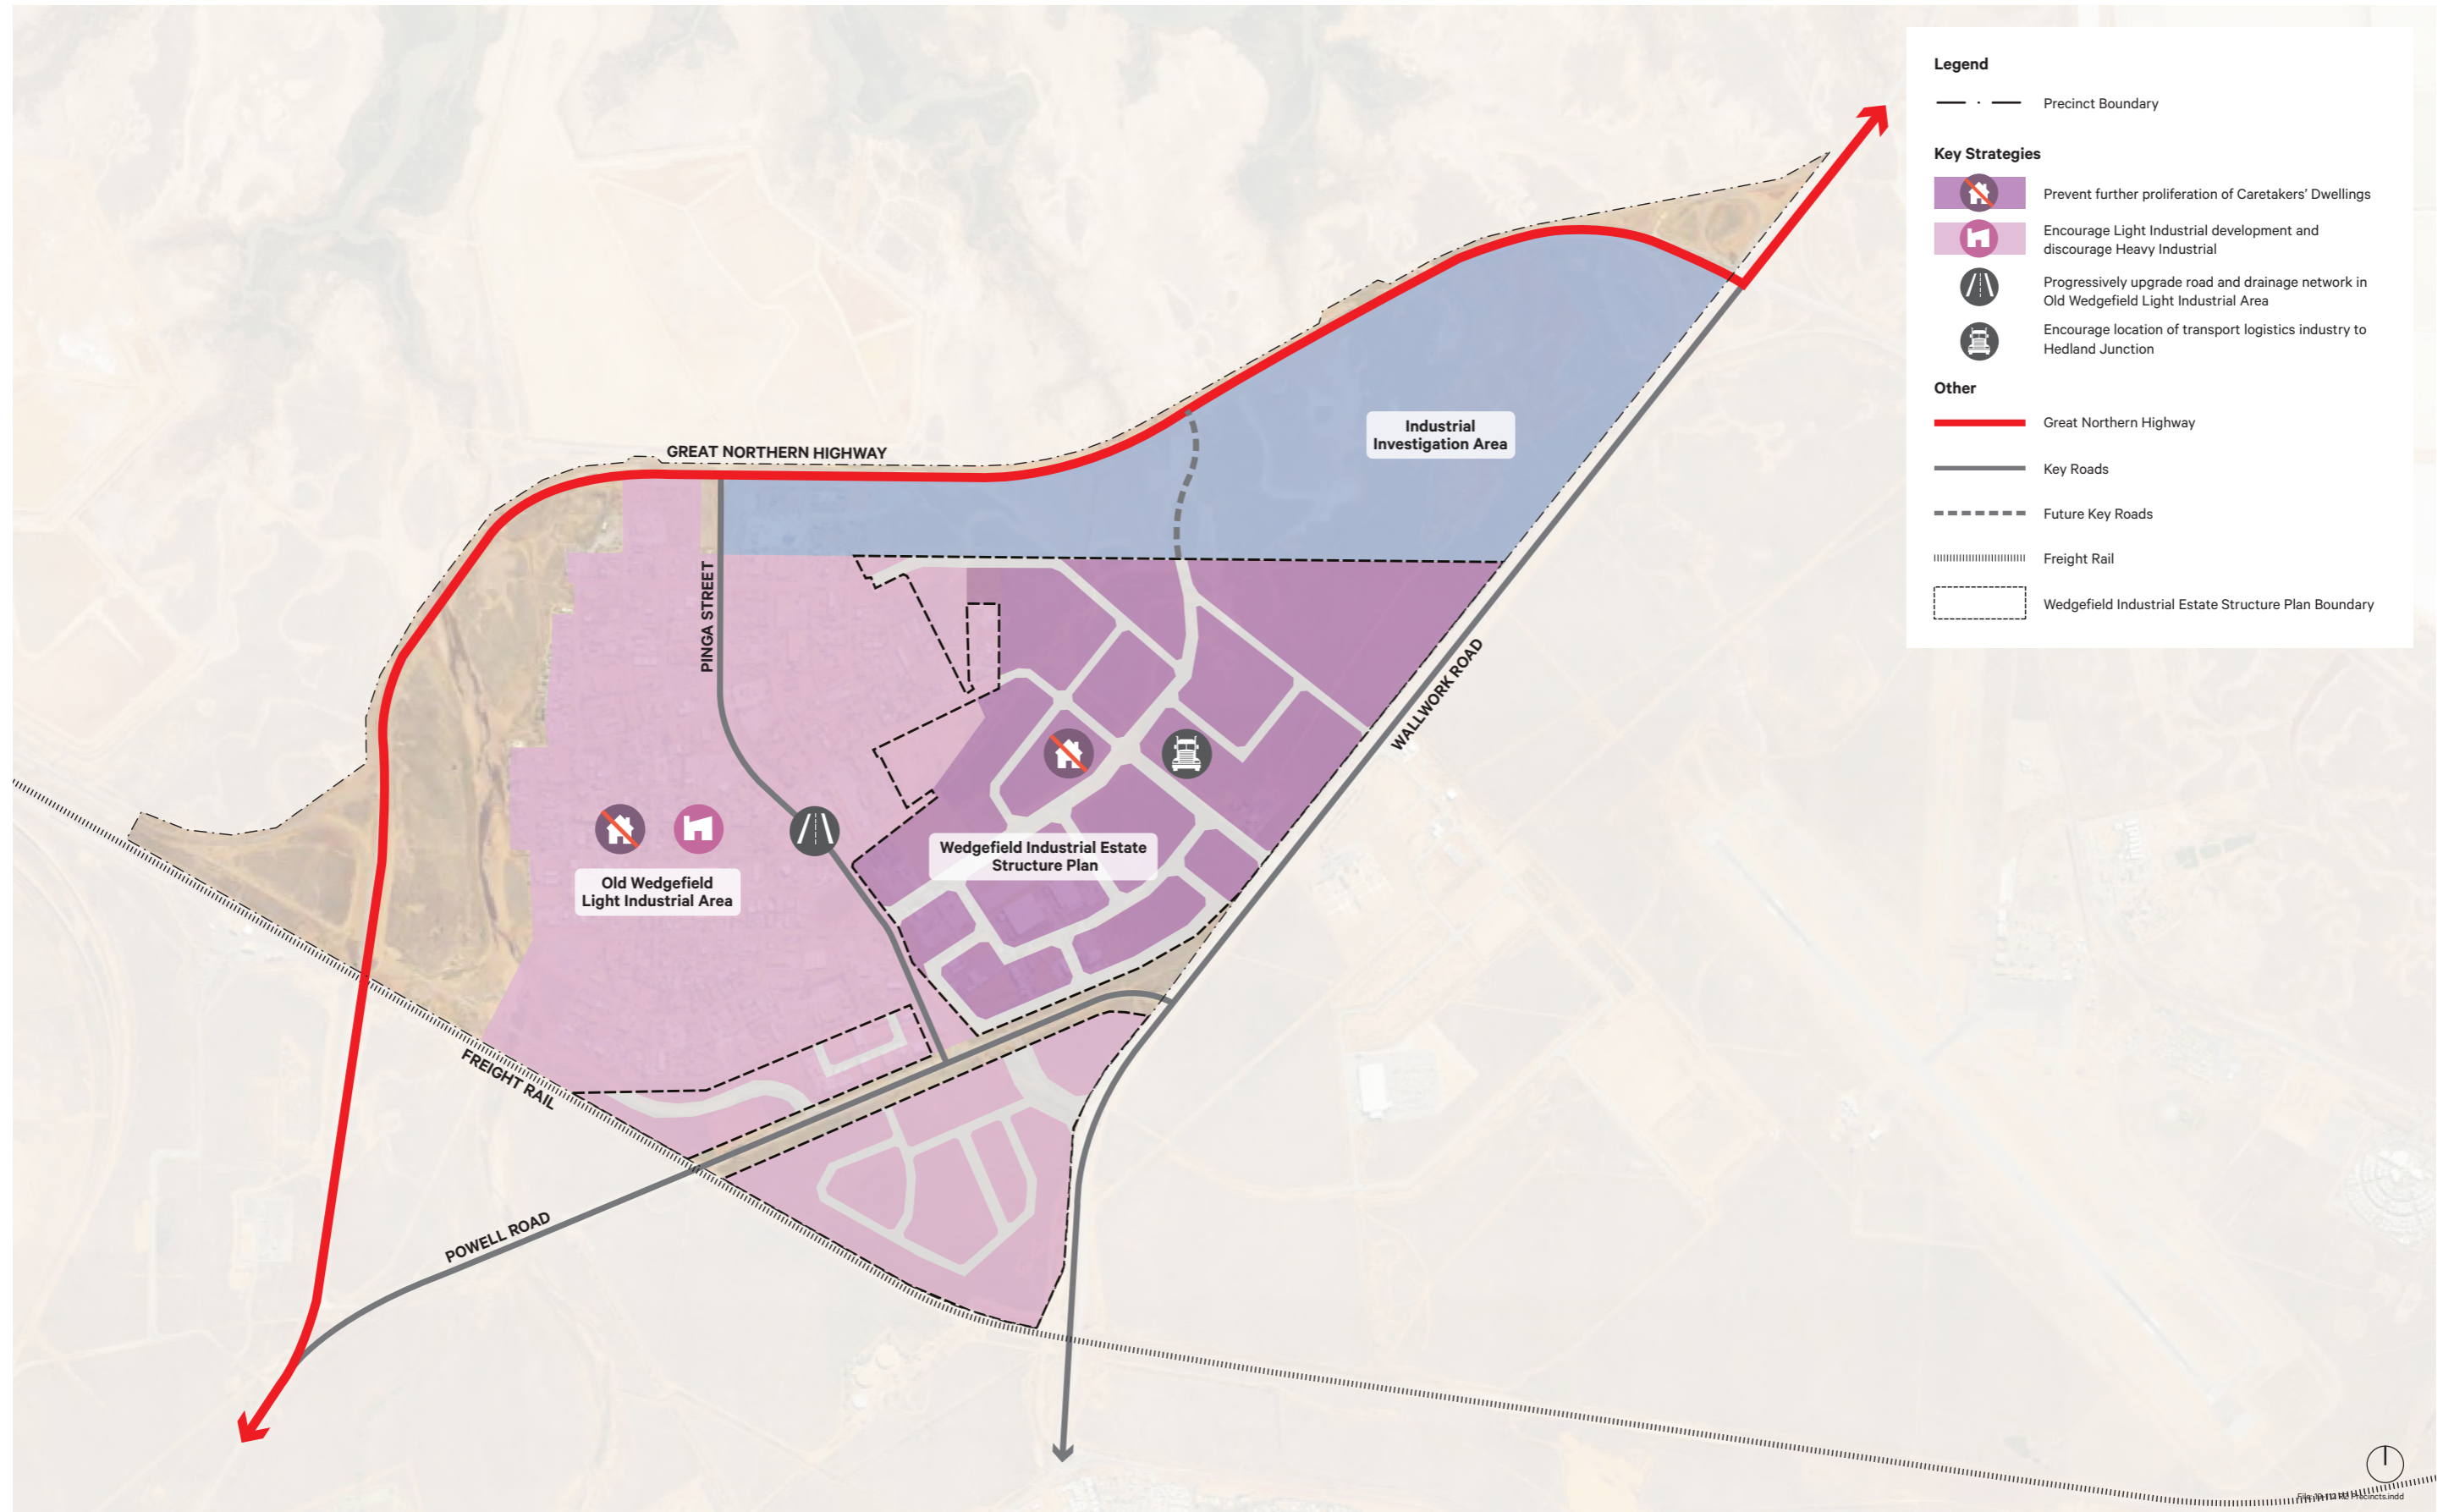 Legend
Precinct Boundary
Key Strategies
Prevent further proliferation of Caretakers' Dwellings
Encourage Light Industrial development and
discourage Heavy Industrial
Progressively upgrade road and drainage network in
Old Wedgefield Light Industrial Area
Encourage location of transport logistics industry to
Hedland Junction
Other
Great Northern Highway
Key Roads
Future Key Roads
Freight Rail
Wedgefield Industrial Estate Structure Plan Boundary
Industrial
Investigation Area
GREAT NORTHERN HIGHWAY
PINGA STREET
WALLWORK ROAD
Wedgefield Industrial Estate
Structure Plan
Old Wedgefield
Light Industrial Area
FREIGHT RAIL
POWELL ROAD
Precincts.indd